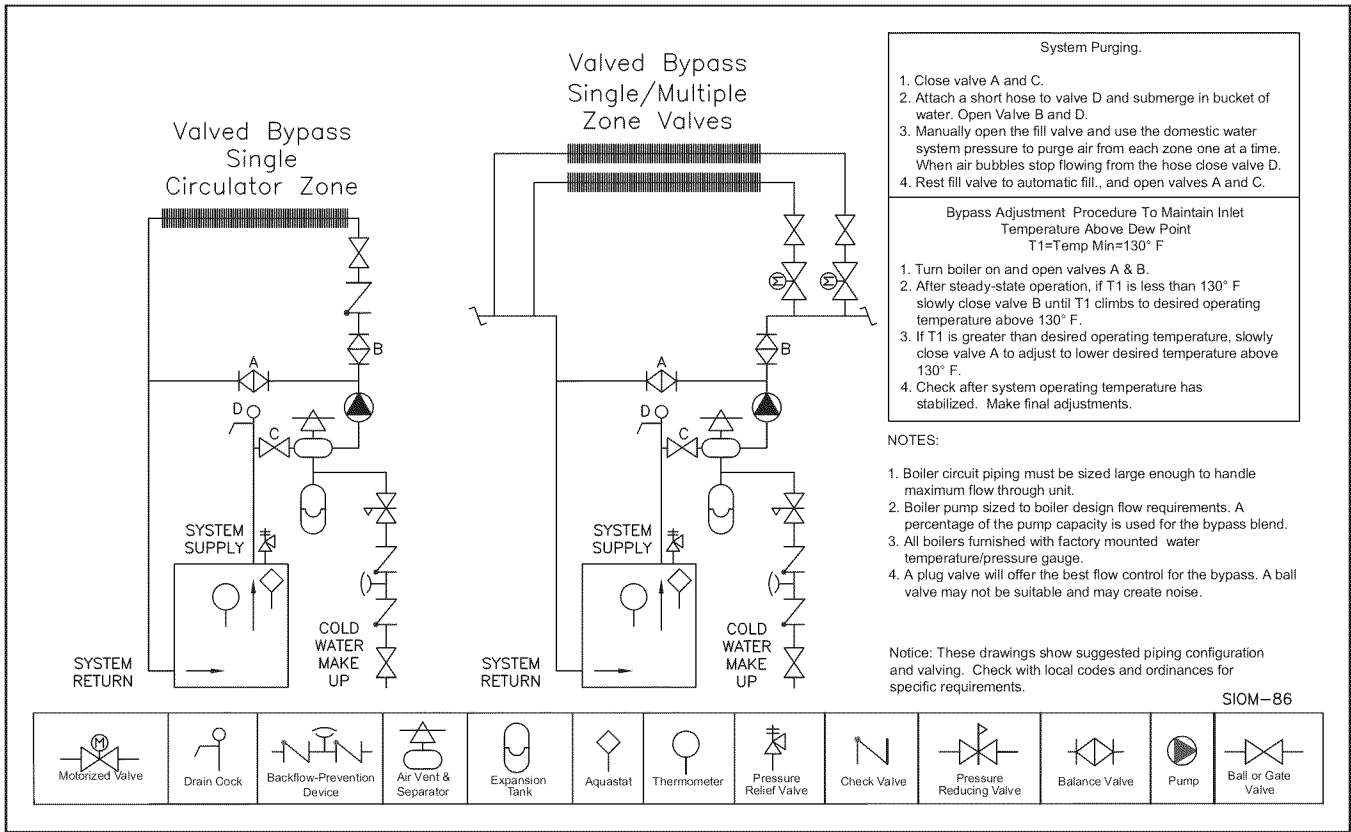 Valved Bypass
Single
Circulator Zone
A
B
D
C
SYSTEM
SUPPLY
COLD
WATER
MAKE
UP
SYSTEM
RETURN
Valved Bypass
Single/Multiple
Zone Valves
M
M
A
B
D
C
SYSTEM
SUPPLY
COLD
WATER
MAKE
UP
SYSTEM
RETURN
System Purging.
1. Close valve A and C.
2. Attach a short hose to valve D and submerge in bucket of
water. Open Valve B and D.
3. Manually open the fill valve and use the domestic water
system pressure to purge air from each zone one at a time.
When air bubbles stop flowing from the hose close valve D.
4. Rest fill valve to automatic fill., and open valves A and C.
Bypass Adjustment Procedure To Maintain Inlet
Temperature Above Dew Point
T1=Temp Min=130° F
1. Turn boiler on and open valves A & B.
2. After steady-state operation, if T1 is less than 130° F
slowly close valve B until T1 climbs to desired operating
temperature above 130° F.
3. If T1 is greater than desired operating temperature, slowly
close valve A to adjust to lower desired temperature above
130° F.
4. Check after system operating temperature has
stabilized. Make final adjustments.
NOTES:
1. Boiler circuit piping must be sized large enough to handle
maximum flow through unit.
2. Boiler pump sized to boiler design flow requirements. A
percentage of the pump capacity is used for the bypass blend.
3. All boilers furnished with factory mounted water
temperature/pressure gauge.
4. A plug valve will offer the best flow control for the bypass. A ball
valve may not be suitable and may create noise.
Notice: These drawings show suggested piping configuration
and valving. Check with local codes and ordinances for
specific requirements.
SIOM-86
M
Motorized Valve
Drain Cock
Backflow-Prevention
Device
Air Vent &
Separator
Expansion
Tank
Aquastat
Thermometer
Pressure
Relief Valve
Check Valve
Pressure
Reducing Valve
Balance Valve
Pump
Ball or Gate
Valve